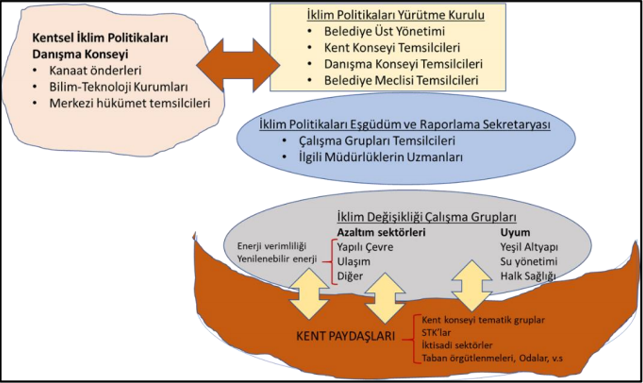 Kentsel İklim Politikaları
Danışma Konseyi
• Kanaat önderleri
• Bilim-Teknoloji Kurumları
• Merkezi hükümet temsilcileri
İklim Politikaları Yürütme Kurulu
• Belediye Üst Yönetimi
• Kent Konseyi Temsilcileri
• Danışma Konseyi Temsilcileri
• Belediye Meclisi Temsilcileri
İklim Politikaları Eşgüdüm ve Raporlama Sekretaryası
• Çalışma Grupları Temsilcileri
• İlgili Müdürlüklerin Uzmanları
İklim Değişikliği Çalışma Grupları
Azaltım sektörleri
Enerji verimliliği
Yenilenebilir enerji
Yapılı Çevre
Ulaşım
Diğer
Uyum
Yeşil Altyapı
Su yönetimi
Halk Sağlığı
KENT PAYDAŞLARI
Kent konseyi tematik gruplar
STK'lar
İktisadi sektörler
Taban örgütlenmeleri, Odalar, v.s